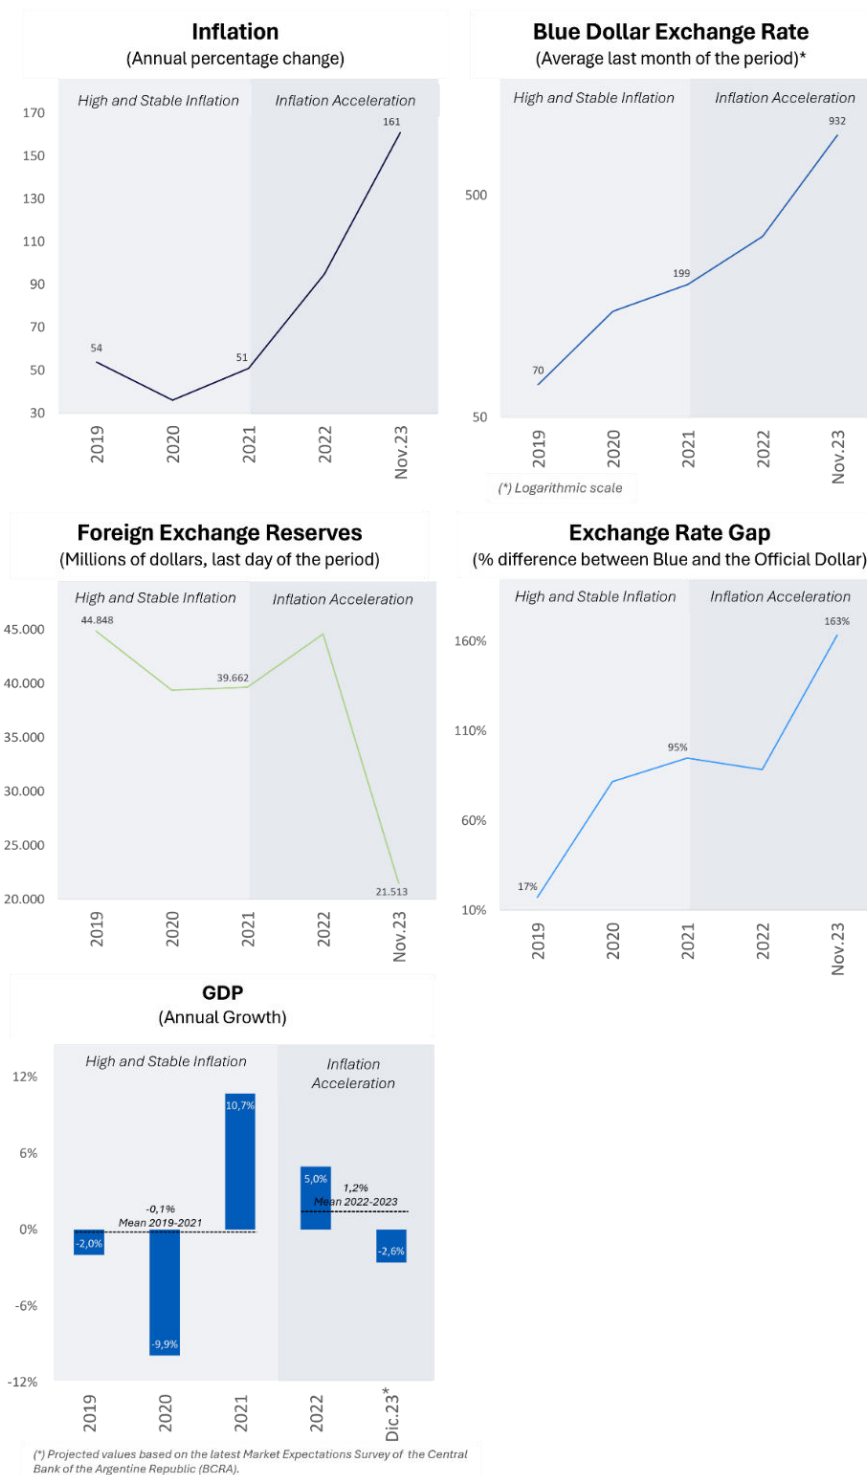 Inflation
(Annual percentage change)
High and Stable Inflation
Inflation Acceleration
170
150
130
110
90
70
50
30
54
51
161
2019
2020
2021
2022
Nov.23
Blue Dollar Exchange Rate
(Average last month of the period)*
High and Stable Inflation
Inflation Acceleration
500
50
70
199
932
2019
2020
2021
2022
Nov.23
(*) Logarithmic scale
Foreign Exchange Reserves
(Millions of dollars, last day of the period)
High and Stable Inflation
Inflation Acceleration
45.000
40.000
35.000
30.000
25.000
20.000
44.848
39.662
21.513
2019
2020
2021
2022
Nov.23
Exchange Rate Gap
(% difference between Blue and the Official Dollar)
High and Stable Inflation
Inflation Acceleration
160%
110%
60%
10%
17%
95%
163%
2019
2020
2021
2022
Nov.23
GDP
(Annual Growth)
High and Stable Inflation
Inflation
Acceleration
12%
6%
0%
-6%
-12%
-2,0%
-9,9%
10,7%
5,0%
-2,6%
-0,1%
Mean 2019-2021
1,2%
Mean 2022-2023
2019
2020
2021
2022
Dic.23*
(*) Projected values based on the latest Market Expectations Survey of the Central
Bank of the Argentine Republic (BCRA).